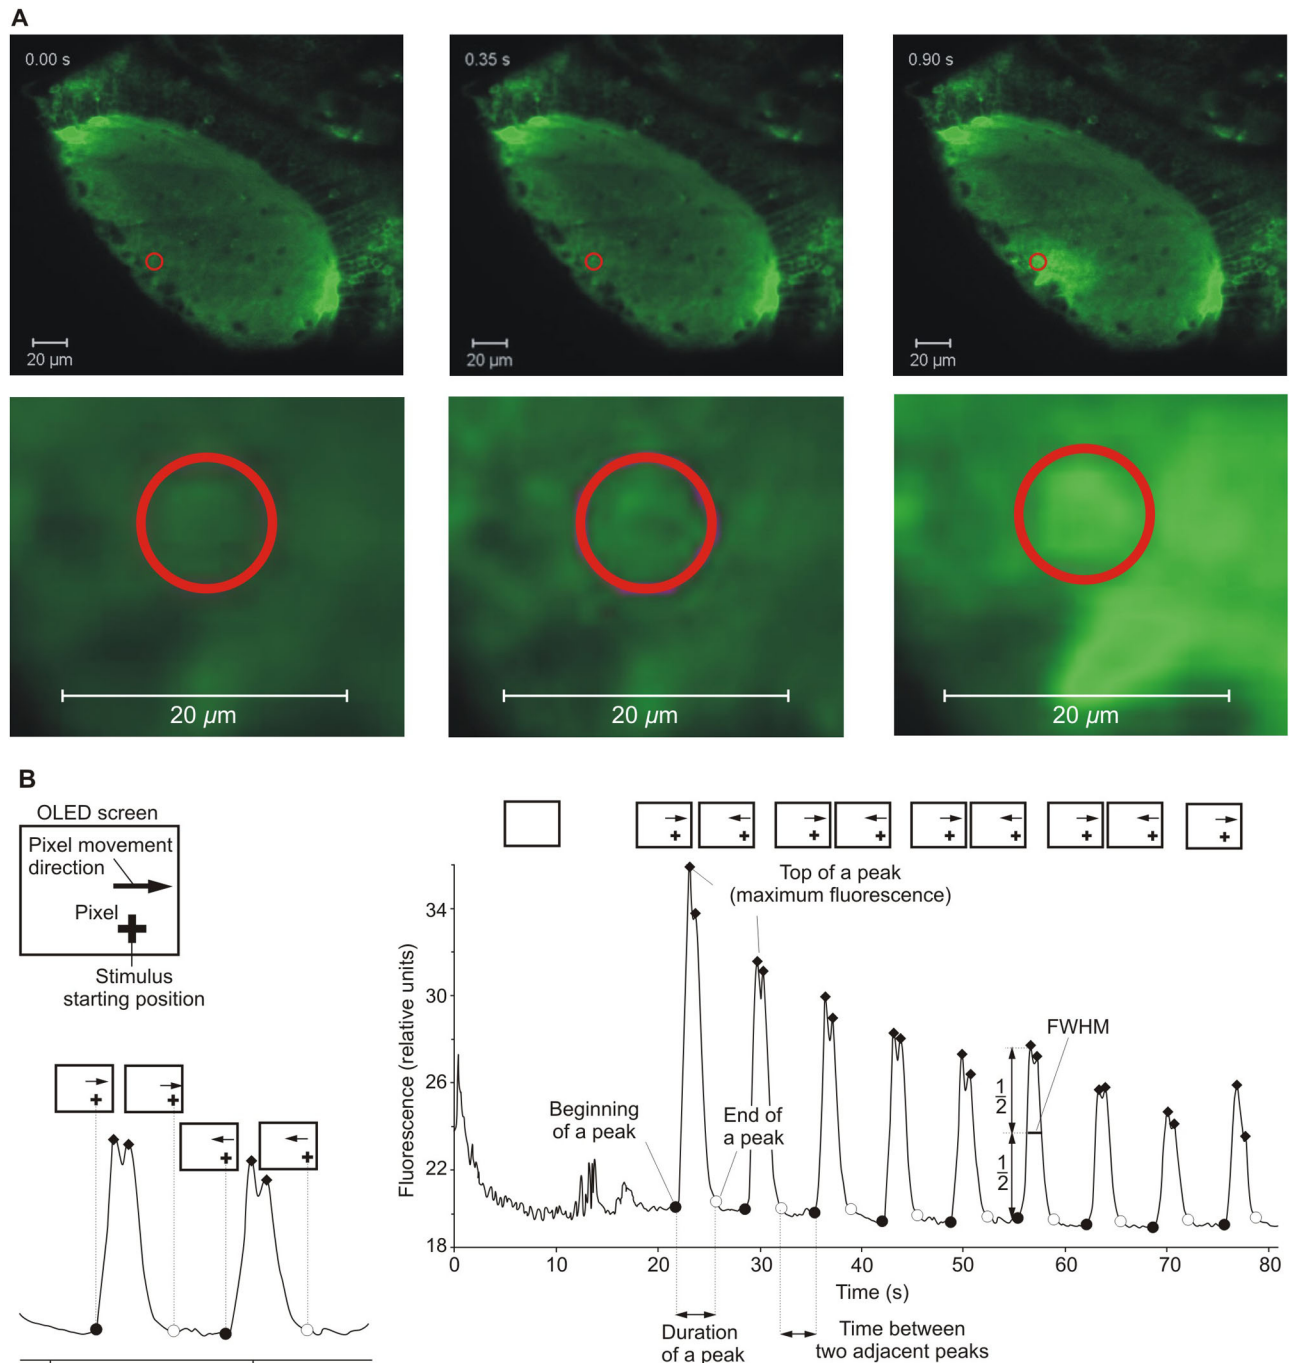 A
0.00 s
0.35 s
0.90 s
20 µm
20 µm
20 µm
20 µm
20 µm
20 µm
B
OLED screen
Pixel movement
direction
Pixel
Stimulus
starting position
Top of a peak
(maximum fluorescence)
FWHM
1/2
1/2
Beginning
of a peak
End of
a peak
Fluorescence (relative units)
34
30
26
22
18
0 10 20 30 40 50 60 70 80
Time (s)
Duration
of a peak
Time between
two adjacent peaks